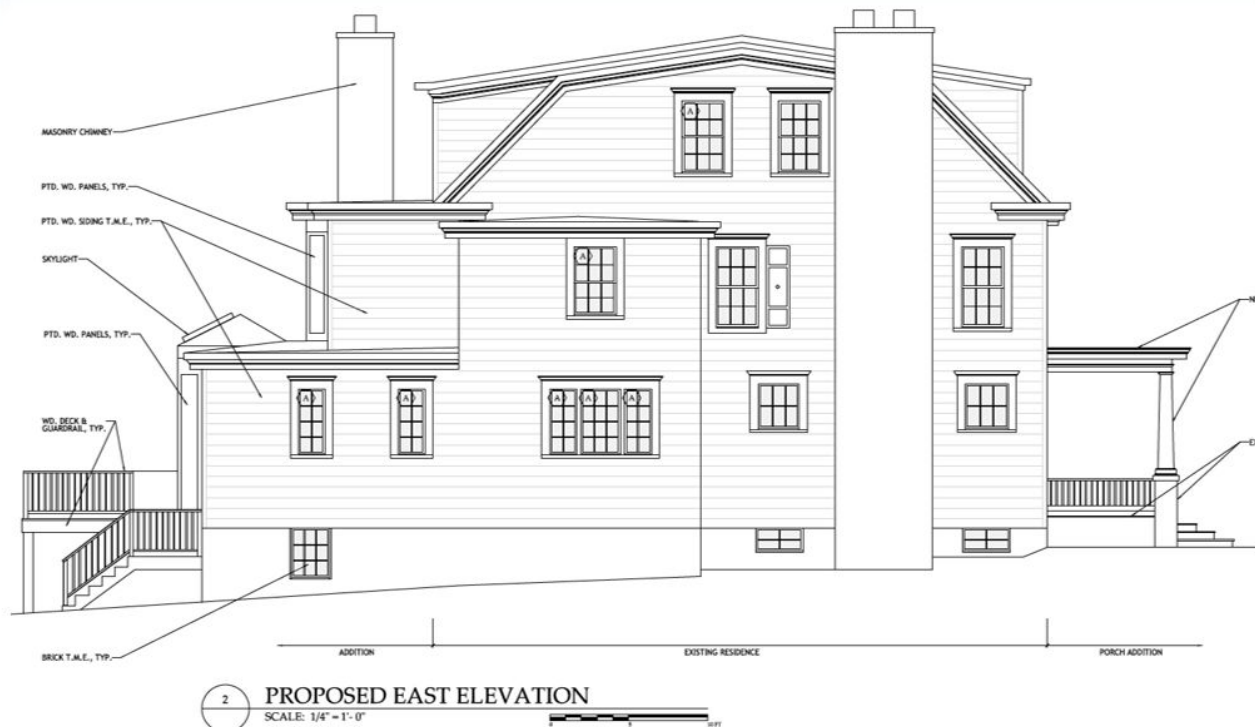 MASONRY CHIMNEY
PTD. WD. PANELS, TYP.
PTD. WD. SIDING T.M.E., TYP.
SKYLIGHT
PTD. WD. PANELS, TYP.
WD. DECK &
GUARDRAIL, TYP.
BRICK T.M.E., TYP.
A
A
A
A
A
A
A
N
E
ADDITION
EXISTING RESIDENCE
PORCH ADDITION
2
PROPOSED EAST ELEVATION
SCALE: 1/4" = 1'- 0"
0